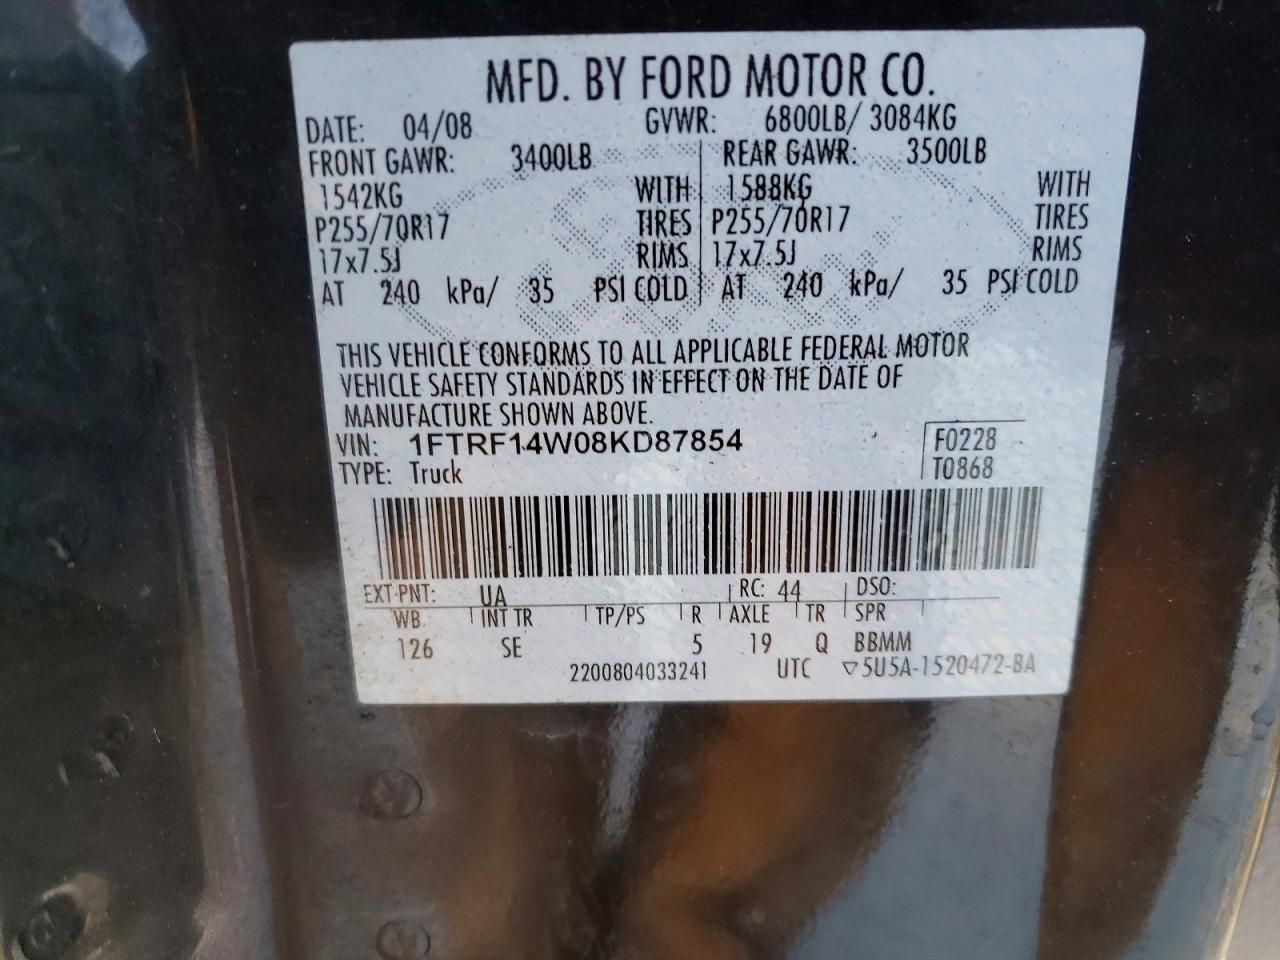 MFD. BY FORD MOTOR CO.
DATE: 04/08 GVWR: 6800LB/ 3084KG
FRONT GAWR: 3400LB REAR GAWR: 3500LB
1542KG WITH 1588KG WITH
P255/70R17 TIRES P255/70R17 TIRES
17x7.5J RIMS 17x7.5J RIMS
AT 240 kPa/ 35 PSI COLD AT 240 kPa/ 35 PSI COLD
THIS VEHICLE CONFORMS TO ALL APPLICABLE FEDERAL MOTOR
VEHICLE SAFETY STANDARDS IN EFFECT ON THE DATE OF
MANUFACTURE SHOWN ABOVE.
VIN: 1FTRF14W08KD87854 F0228
TYPE: Truck T0868
EXT PNT: UA RC: 44 DSO:
WB INT TR TP/PS R AXLE TR SPR
126 SE 5 19 Q BBMM
2200804033241 UTC ▽5U5A-1520472-BA